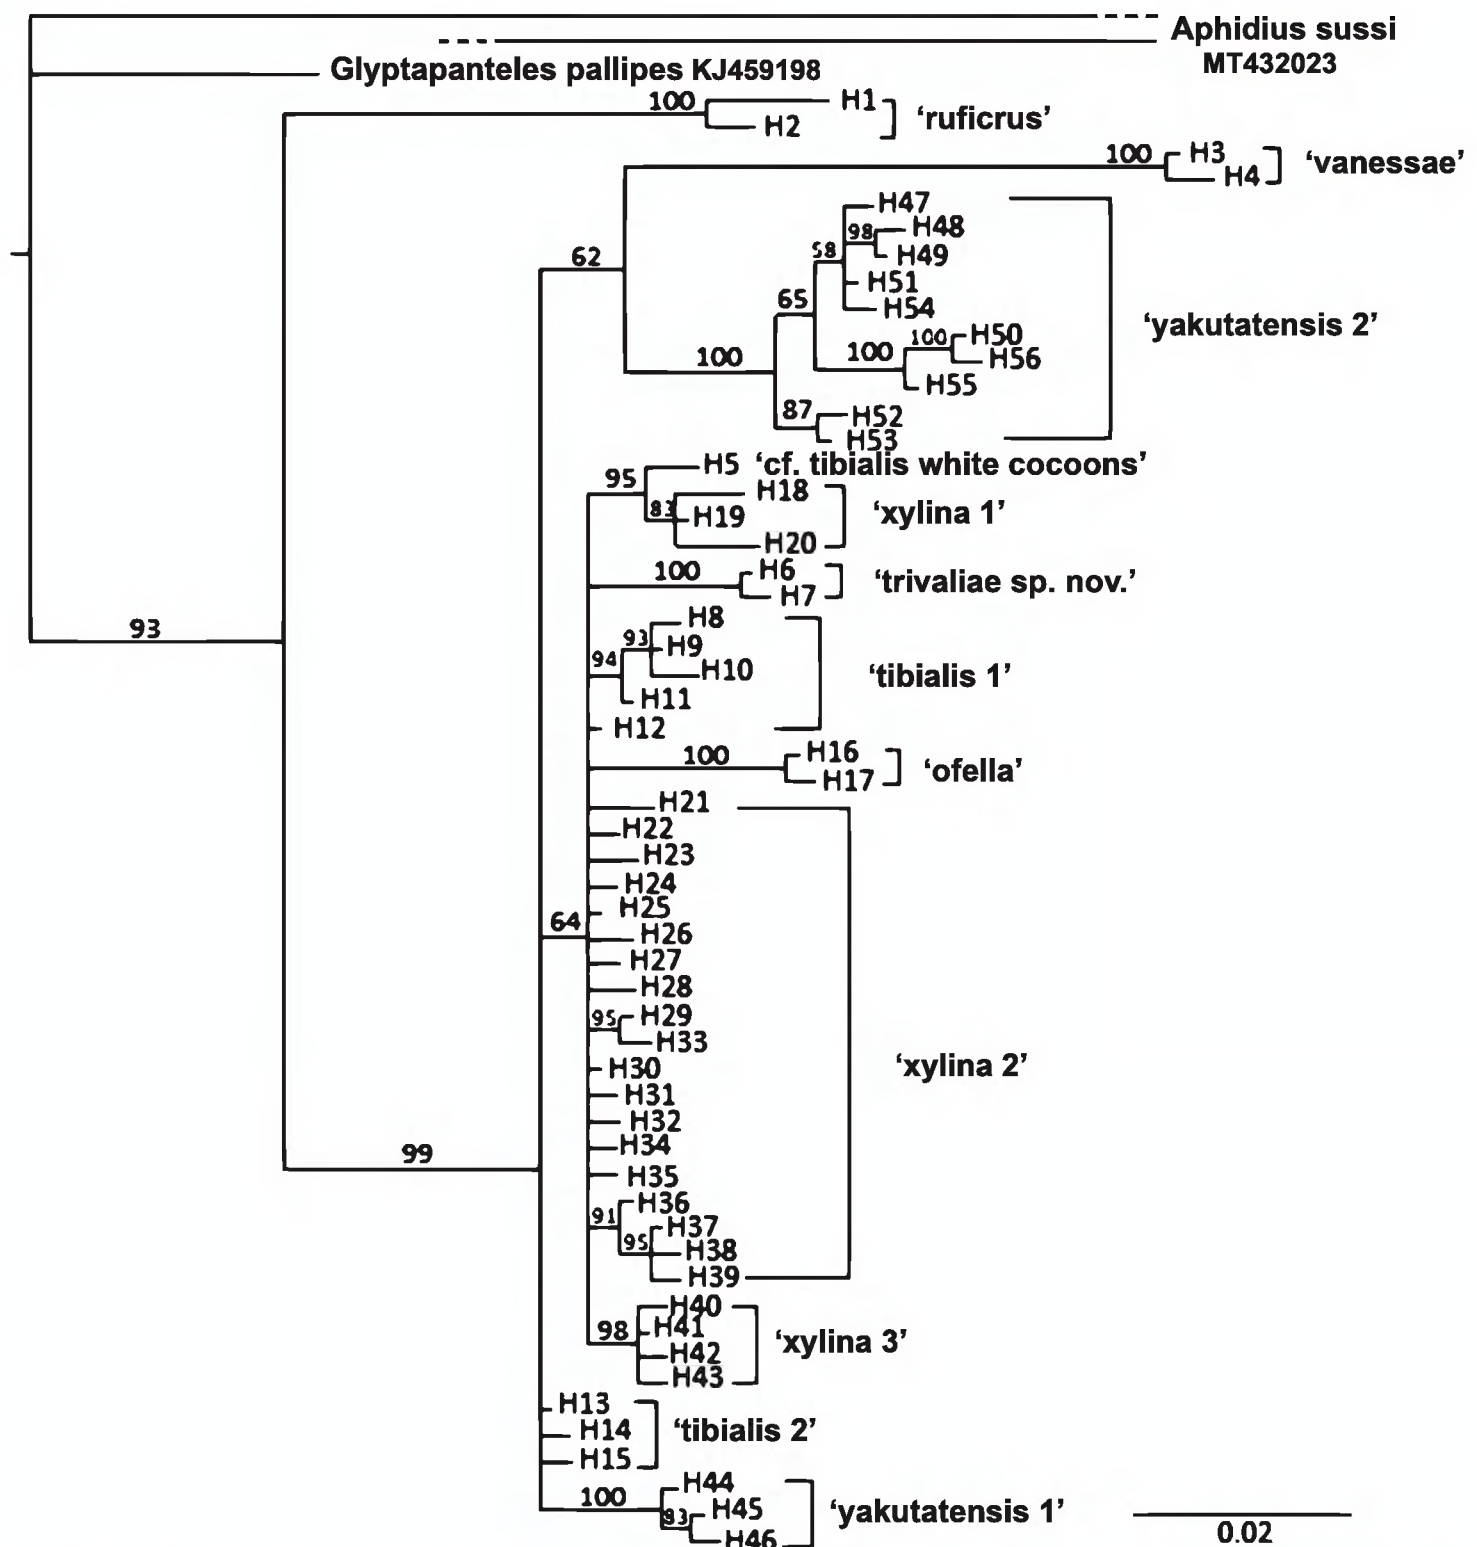 Aphidius sussi
MT432023
Glyptapanteles pallipes KJ459198
100 H1
H2
‘ruficrus’
100 H3
H4
‘vanessae’
62
H47
98 H48
58 H49
H51
65 H54
100 H50
100 H56
H55
100
87 H52
H53
‘yakutatensis 2’
H5 ‘cf. tibialis white cocoons’
95
H18
83 H19
H20
‘xylina 1’
100 H6
H7
‘trivaliae sp. nov.’
93
H8
93 H9
94 H10
H11
H12
‘tibialis 1’
100 H16
H17
‘ofella’
H21
H22
H23
H24
H25
64
H26
H27
H28
95 H29
H33
H30
H31
H32
H34
H35
‘xylina 2’
99
H36
91 H37
95 H38
H39
H40
98 H41
H42
H43
‘xylina 3’
H13
H14
H15
‘tibialis 2’
H44
100 H45
83 H46
‘yakutatensis 1’
0.02